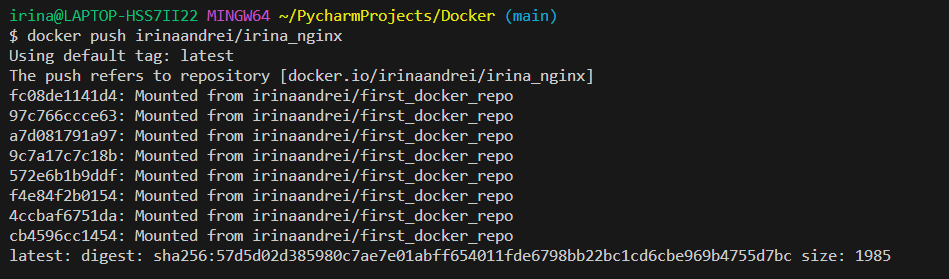 irina@LAPTOP-HSS7II22 MINGW64 ~/PycharmProjects/Docker (main)
$ docker push irinaandrei/irina_nginx
Using default tag: latest
The push refers to repository [docker.io/irinaandrei/irina_nginx]
fc08de1141d4: Mounted from irinaandrei/first_docker_repo
97c766ccce63: Mounted from irinaandrei/first_docker_repo
a7d081791a97: Mounted from irinaandrei/first_docker_repo
9c7a17c7c18b: Mounted from irinaandrei/first_docker_repo
572e6b1b9ddf: Mounted from irinaandrei/first_docker_repo
f4e84f2b0154: Mounted from irinaandrei/first_docker_repo
4ccbaf6751da: Mounted from irinaandrei/first_docker_repo
cb4596cc1454: Mounted from irinaandrei/first_docker_repo
latest: digest: sha256:57d5d02d385980c7ae7e01abff654011fde6798bb22bc1cd6cbe969b4755d7bc size: 1985